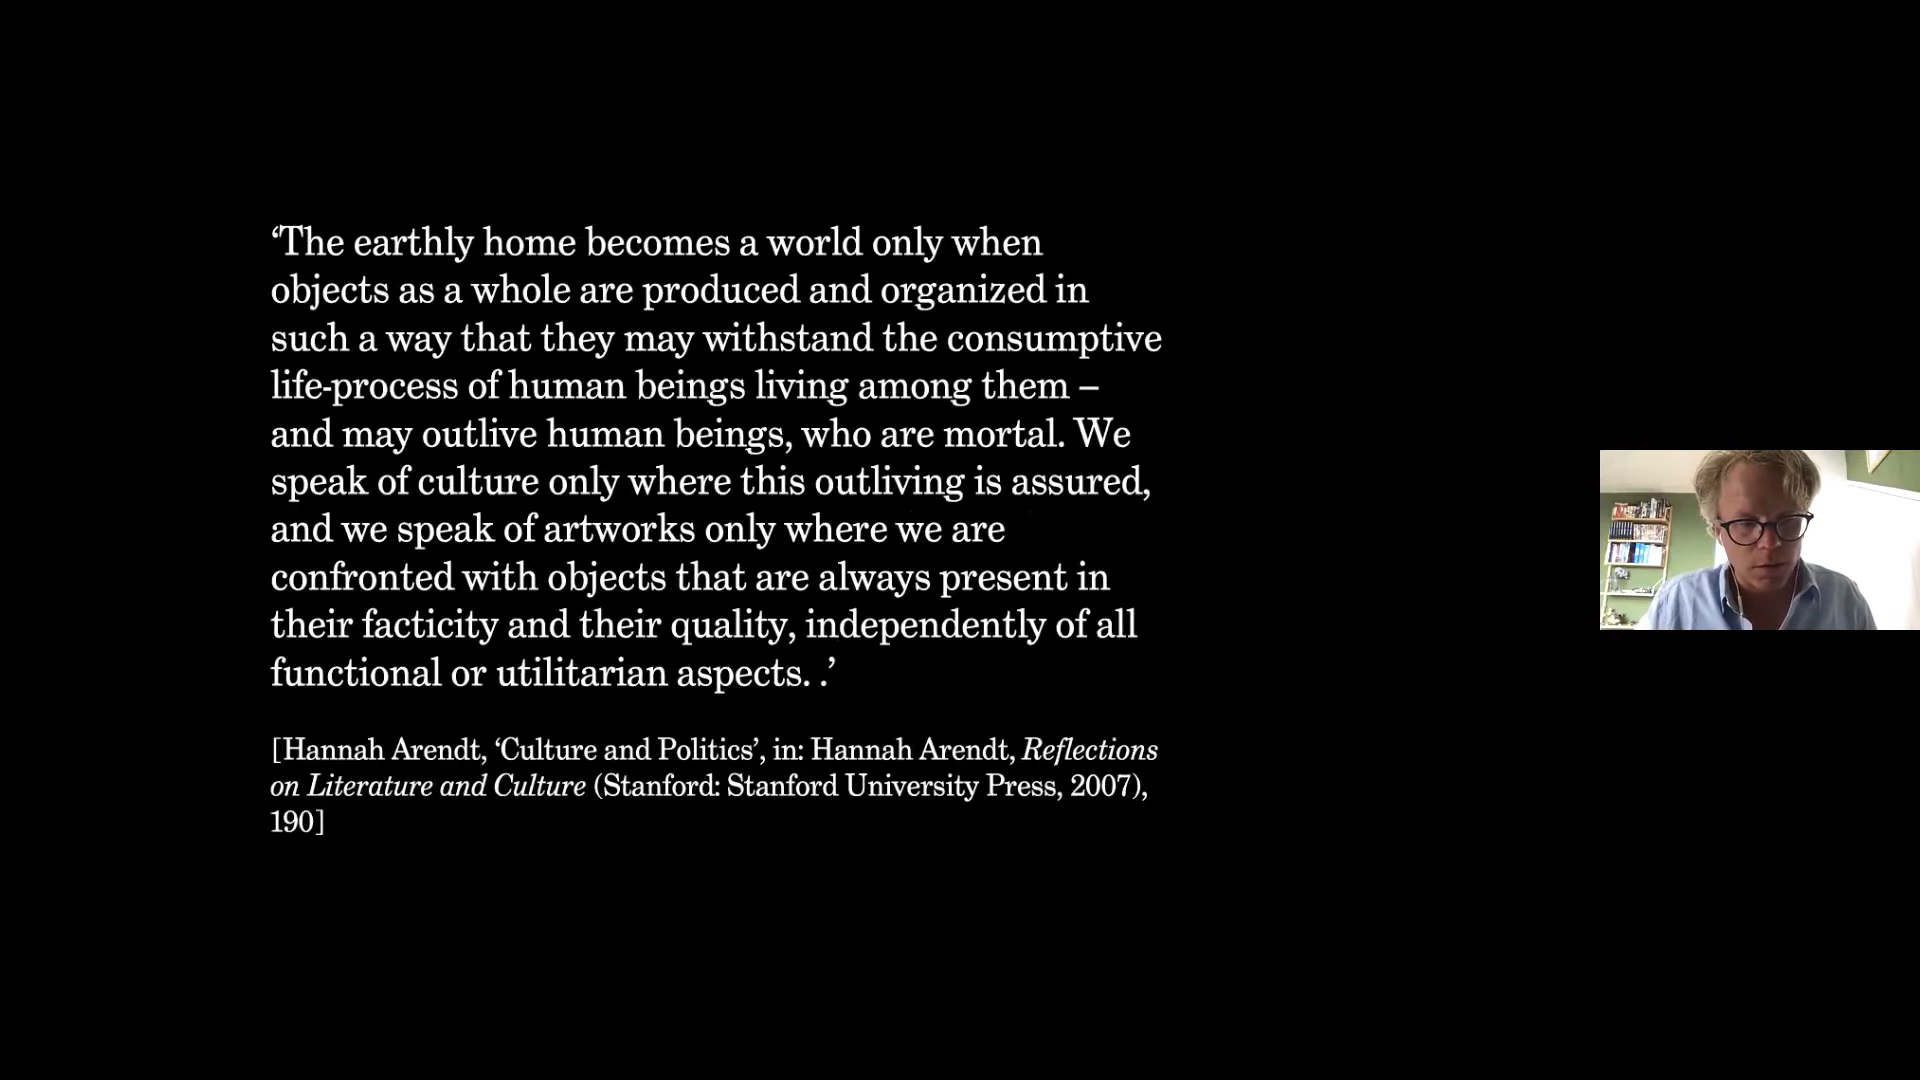 ‘The earthly home becomes a world only when
objects as a whole are produced and organized in
such a way that they may withstand the consumptive
life-process of human beings living among them –
and may outlive human beings, who are mortal. We
speak of culture only where this outliving is assured,
and we speak of artworks only where we are
confronted with objects that are always present in
their facticity and their quality, independently of all
functional or utilitarian aspects. .’
[Hannah Arendt, ‘Culture and Politics’, in: Hannah Arendt, Reflections
on Literature and Culture (Stanford: Stanford University Press, 2007),
190]